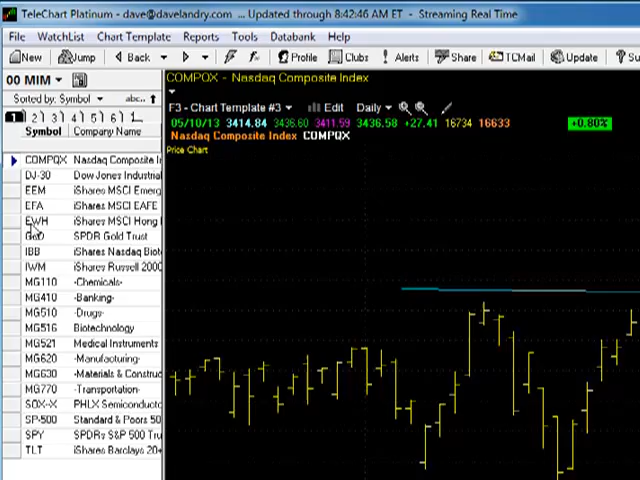 TeleChart Platinum - dave@davelandry.com ... Updated through 8:42:46 AM ET - Streaming Real Time
File WatchList Chart Template Reports Tools Databank Help
New Jump Back Profile Clubs Alerts Share TCMail Update
00 MIM
Sorted by: Symbol abc..
1 2 3 4 5 6
Symbol Company Name
COMPQX Nasdaq Composite I
DJ-30 Dow Jones Industrial
EEM iShares MSCI Emerg
EFA iShares MSCI EAFE
EWH iShares MSCI Hong
SPDR Gold Trust
IBB iShares Nasdaq Biot
IWM iShares Russell 2000
MG110 -Chemicals-
MG410 -Banking-
MG510 -Drugs-
MG516 Biotechnology
MG521 Medical Instruments
MG620 -Manufacturing-
MG630 -Materials & Construc
MG770 -Transportation-
SOX-X PHLX Semiconducto
SP-500 Standard & Poors 50
SPY SPDRs S&P 500 Tru
TLT iShares Barclays 20+
COMPQX - Nasdaq Composite Index
F3 - Chart Template #3 Edit Daily
05/10/13 3414.84 3436.60 3411.59 3436.58 +27.41 16734 16633 +0.80%
Nasdaq Composite Index COMPQX
Price Chart